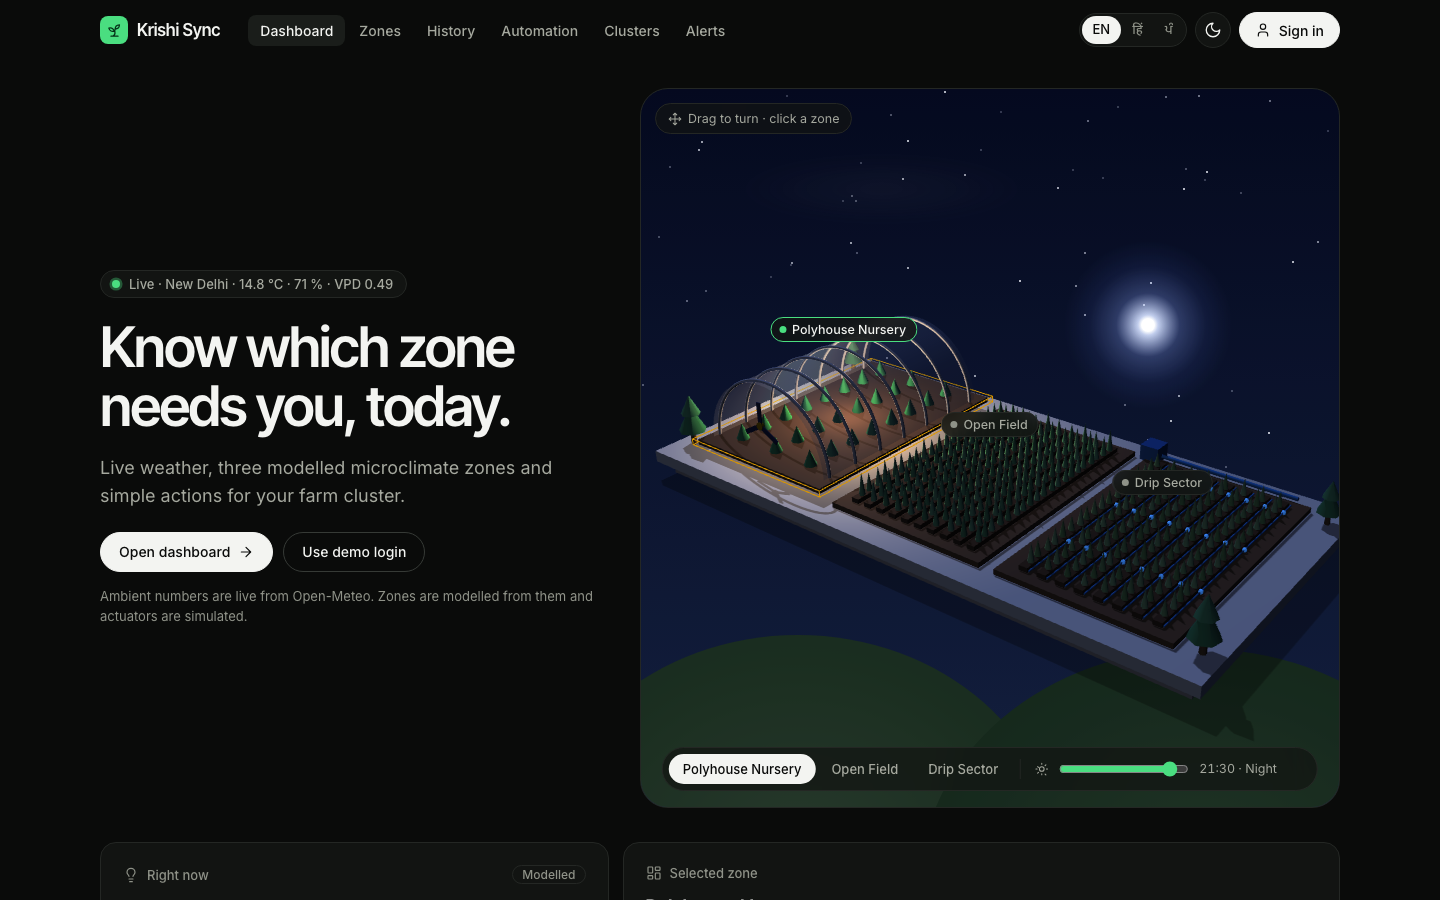 Krishi Sync
Dashboard
Zones
History
Automation
Clusters
Alerts
EN
हिं
ਪੰ
Sign in
Drag to turn · click a zone
Live · New Delhi · 14.8 °C · 71 % · VPD 0.49
Know which zone
needs you, today.
Live weather, three modelled microclimate zones and
simple actions for your farm cluster.
Open dashboard
Use demo login
Ambient numbers are live from Open-Meteo. Zones are modelled from them and
actuators are simulated.
Polyhouse Nursery
Open Field
Drip Sector
Polyhouse Nursery
Open Field
Drip Sector
21:30 · Night
Right now
Modelled
Selected zone